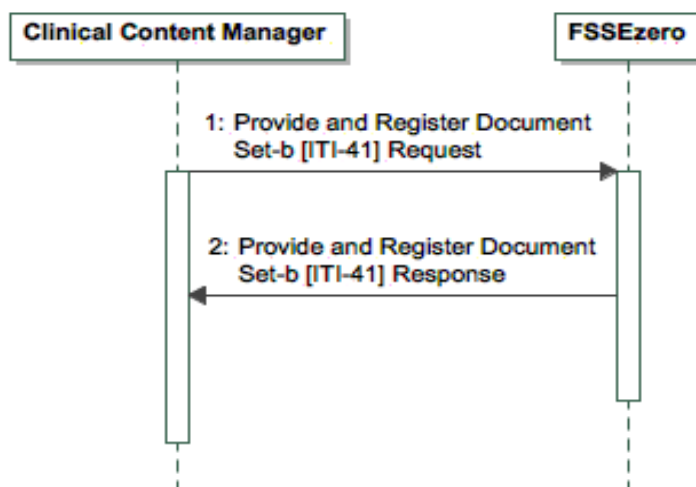 Clinical Content Manager
FSSEzero
1: Provide and Register Document
Set-b [ITI-41] Request
2: Provide and Register Document
Set-b [ITI-41] Response